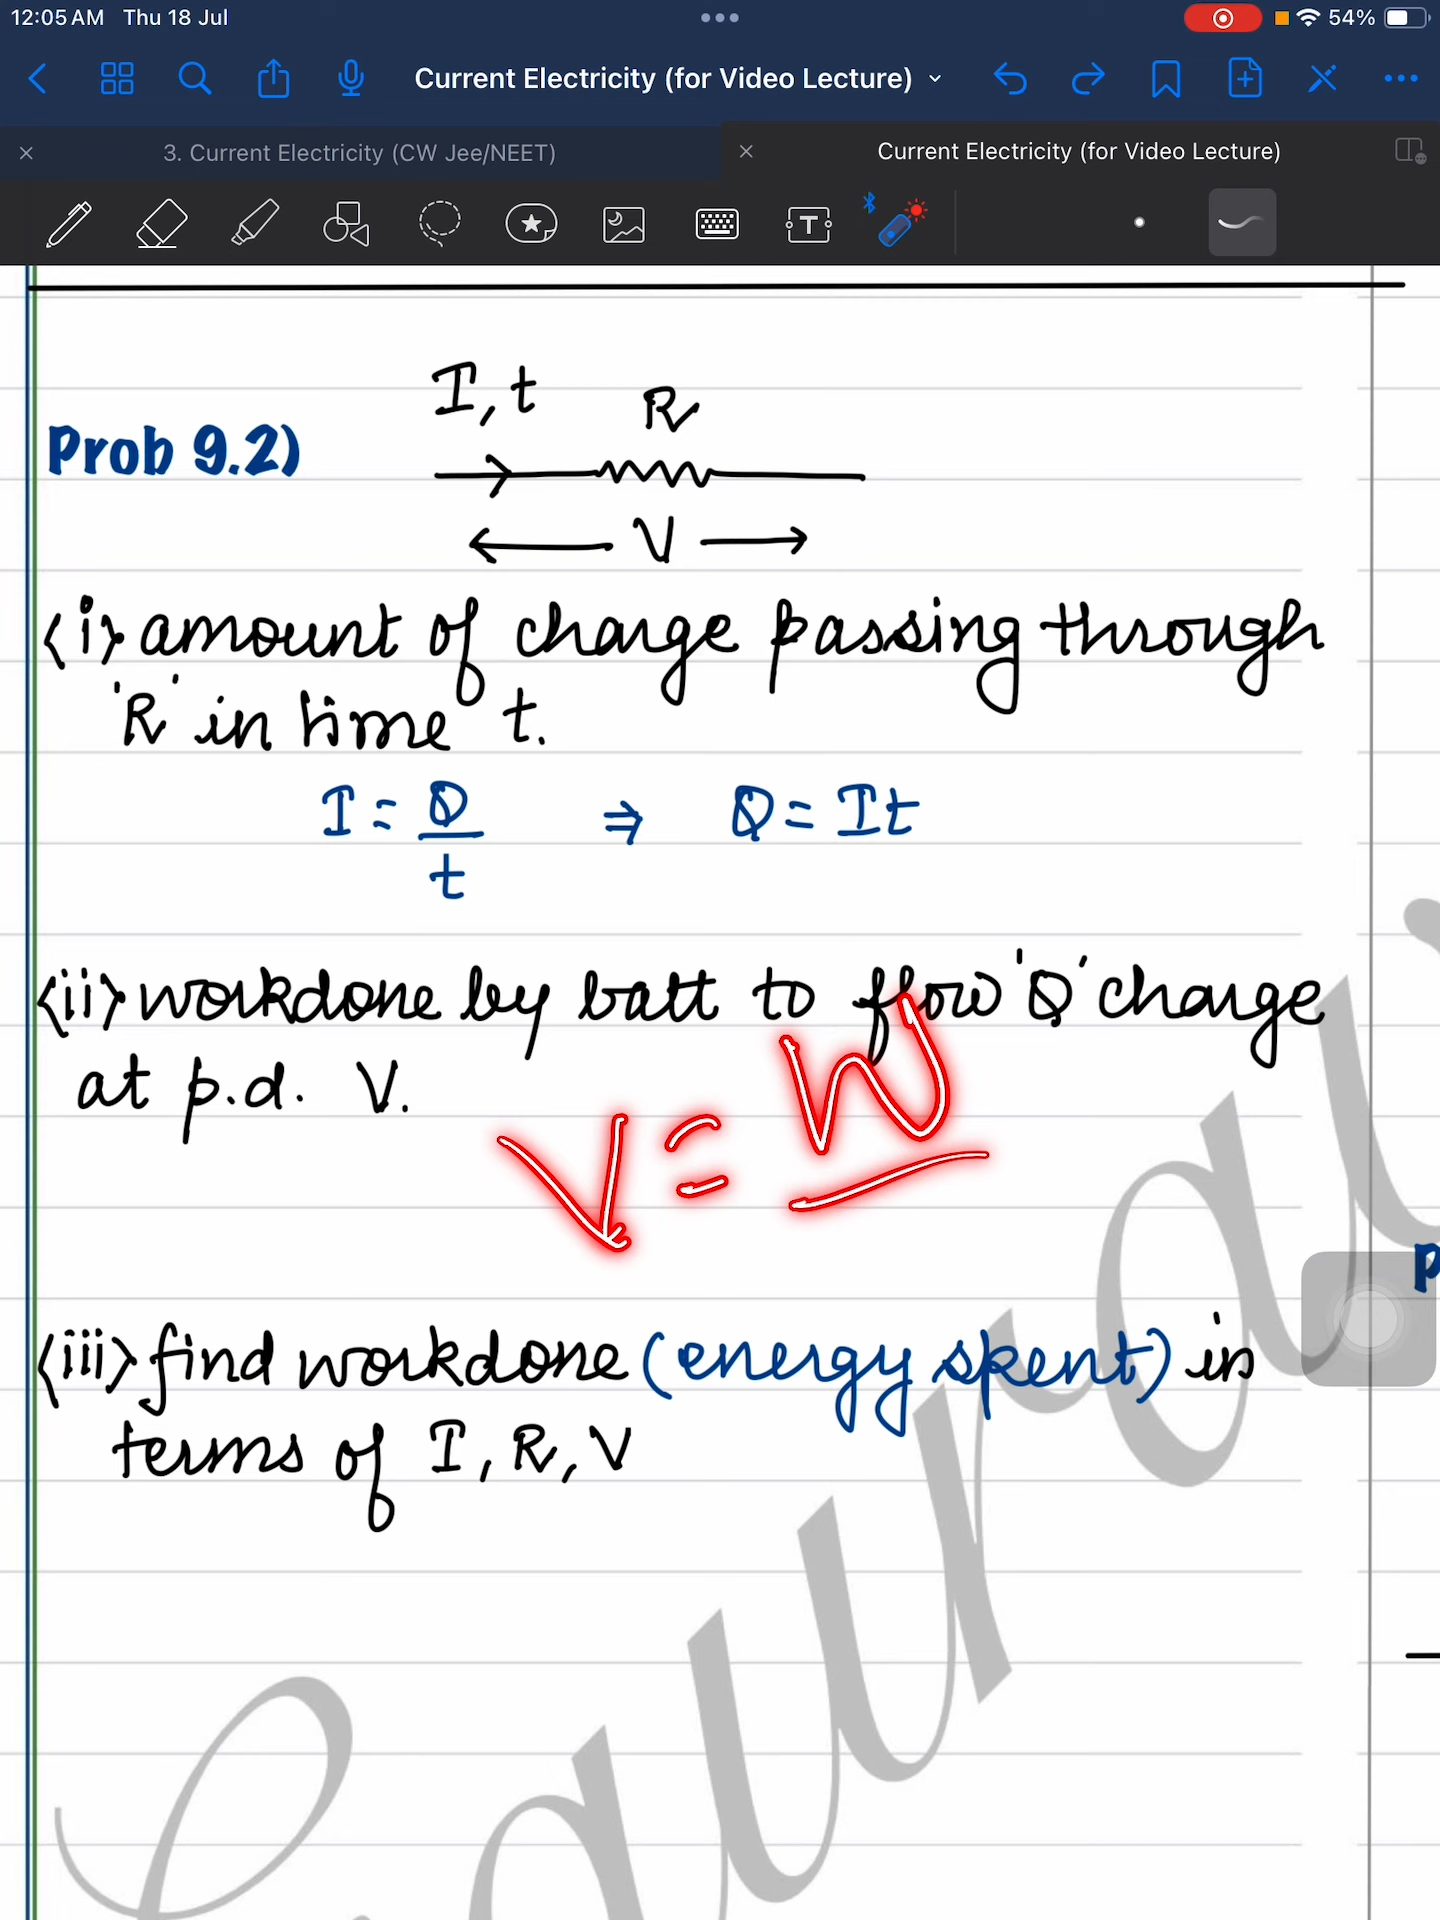 12:05 AM Thu 18 Jul
54%
Current Electricity (for Video Lecture)
3. Current Electricity (CW Jee/NEET)
Current Electricity (for Video Lecture)
T
I, t
R
Prob 9.2)
V
(i) amount of charge passing through
'R' in time t.
I = Q/t ⇒ Q = It
(ii) workdone by batt to flow 'Q' charge
at p.d. V.
V = W
(iii) find workdone (energy spent) in
terms of I, R, V